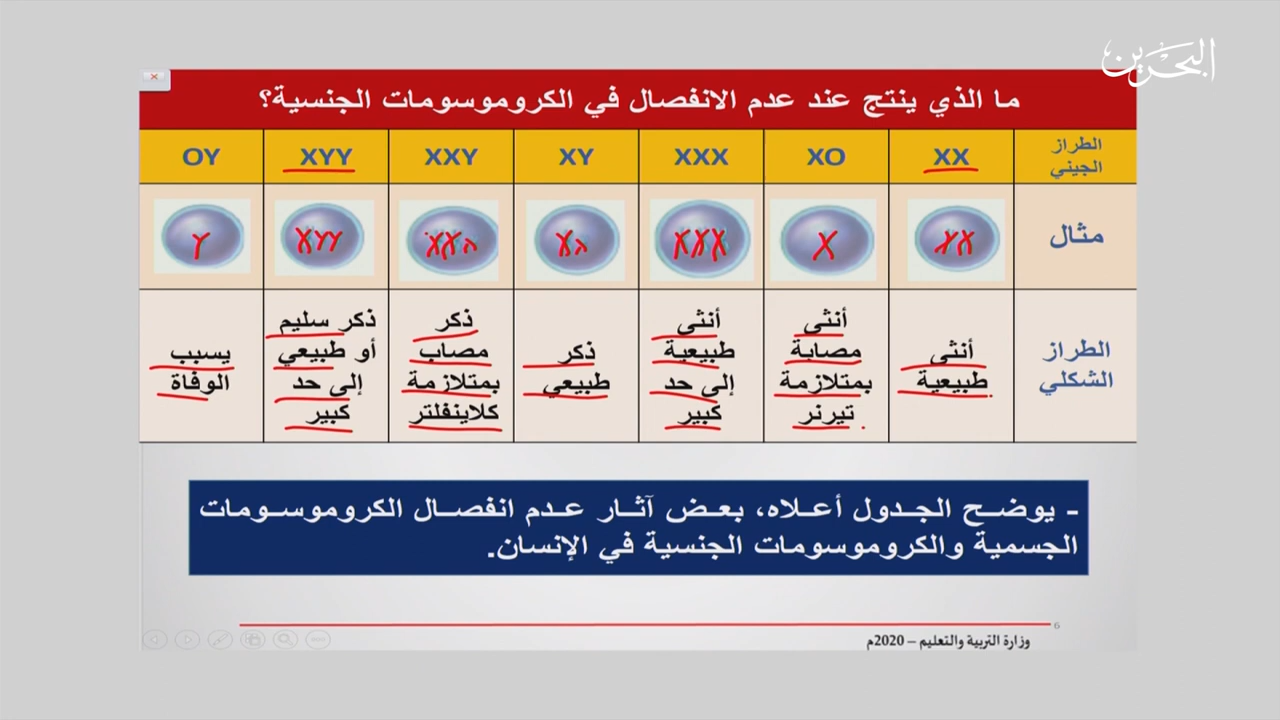 البحرين
ما الذي ينتج عند عدم الانفصال في الكروموسومات الجنسية؟
الطراز
الجيني
XX
XO
XXX
XY
XXY
XYY
OY
مثال
الطراز
الشكلي
أنثى
طبيعية
أنثى
مصابة
بمتلازمة
تيرنر
أنثى
طبيعية
إلى حد
كبير
ذكر
طبيعي
ذكر
مصاب
بمتلازمة
كلاينفلتر
ذكر سليم
أو طبيعي
إلى حد
كبير
يسبب
الوفاة
- يوضح الجدول أعلاه، بعض آثار عدم انفصال الكروموسومات
الجسمية والكروموسومات الجنسية في الإنسان.
6
وزارة التربية والتعليم – 2020م